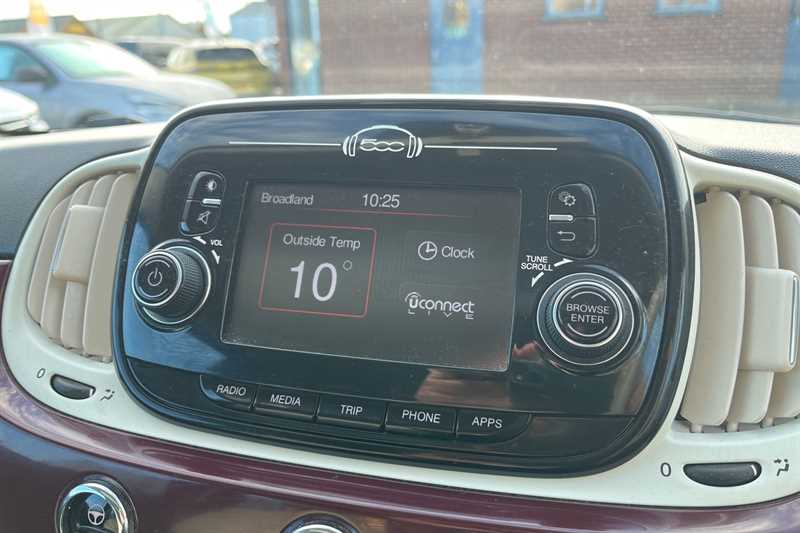 500
Broadland 10:25
Outside Temp
10°
Clock
Uconnect
LIVE
VOL
TUNE
SCROLL
BROWSE
ENTER
RADIO
MEDIA
TRIP
PHONE
APPS
0
0